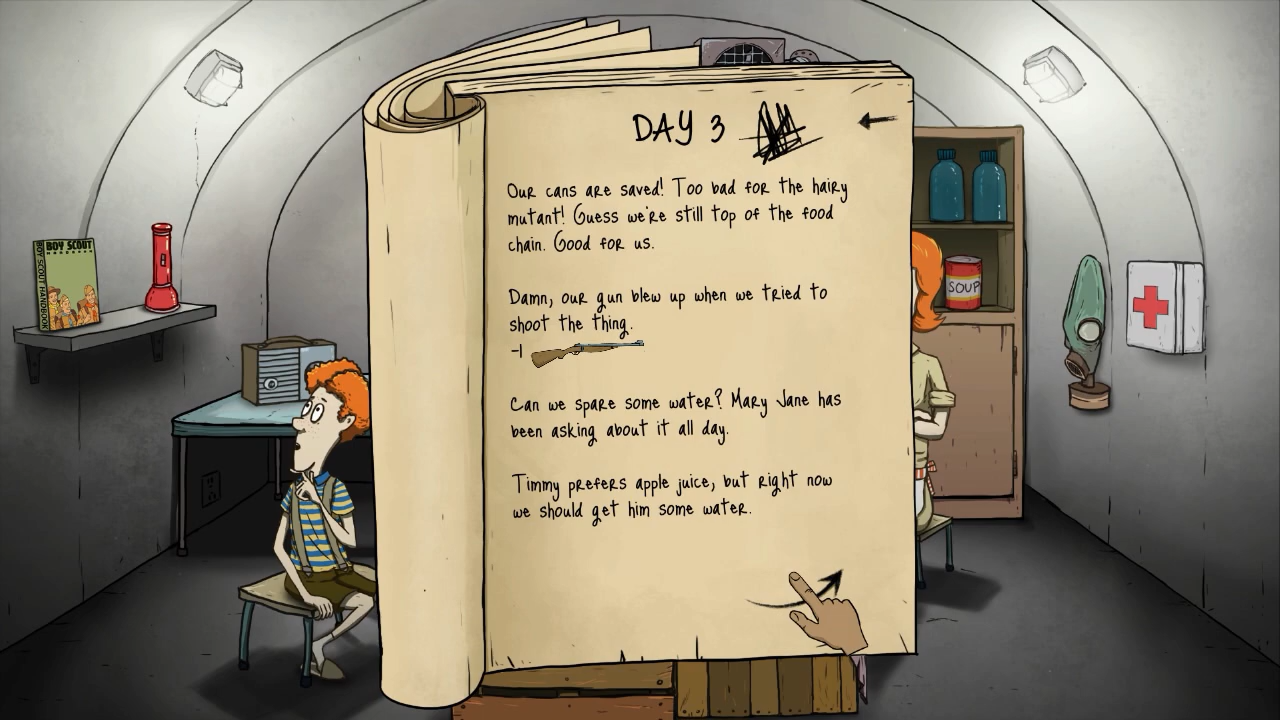 DAY 3
Our cans are saved! Too bad for the hairy
mutant! Guess we're still top of the food
chain. Good for us.
Damn, our gun blew up when we tried to
shoot the thing.
-1
Can we spare some water? Mary Jane has
been asking about it all day.
Timmy prefers apple juice, but right now
we should get him some water.
BOY SCOUT
BOY SCOUT HANDBOOK
SOUP